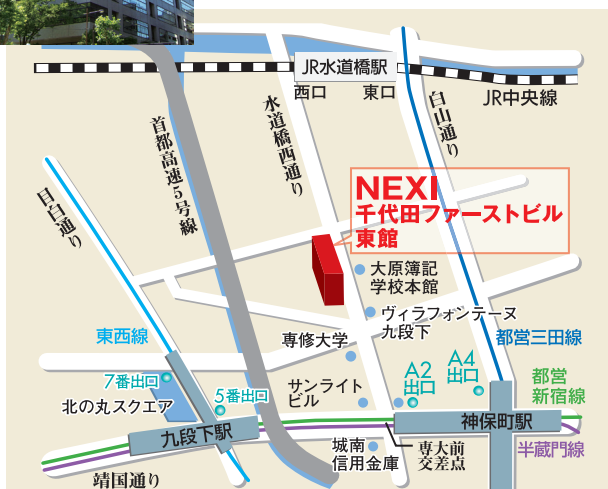 JR水道橋駅
西口
東口
JR中央線
首都高速5号線
水道橋西通り
白山通り
目白通り
NEXI
千代田ファーストビル
東館
大原簿記
学校本館
ヴィラフォンテーヌ
九段下
東西線
専修大学
都営三田線
7番出口
5番出口
A2
出口
A4
出口
北の丸スクエア
サンライト
ビル
都営
新宿線
九段下駅
神保町駅
半蔵門線
城南
信用金庫
専大前
交差点
靖国通り